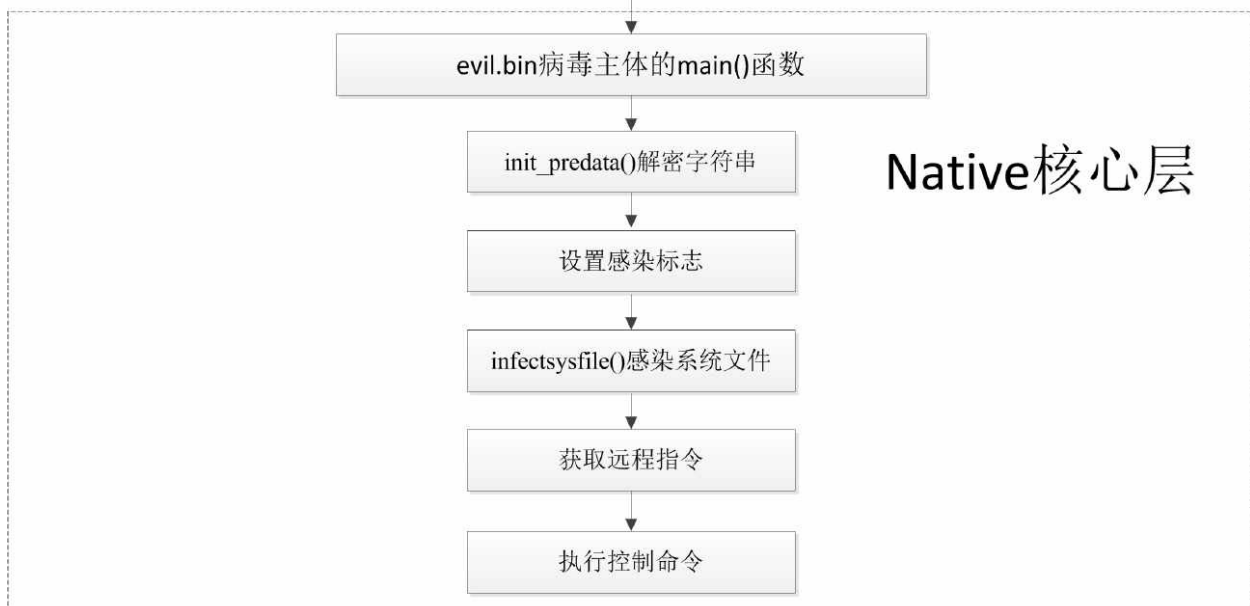 evil.bin病毒主体的main()函数
init_predata()解密字符串
Native核心层
设置感染标志
infectsysfile()感染系统文件
获取远程指令
执行控制命令